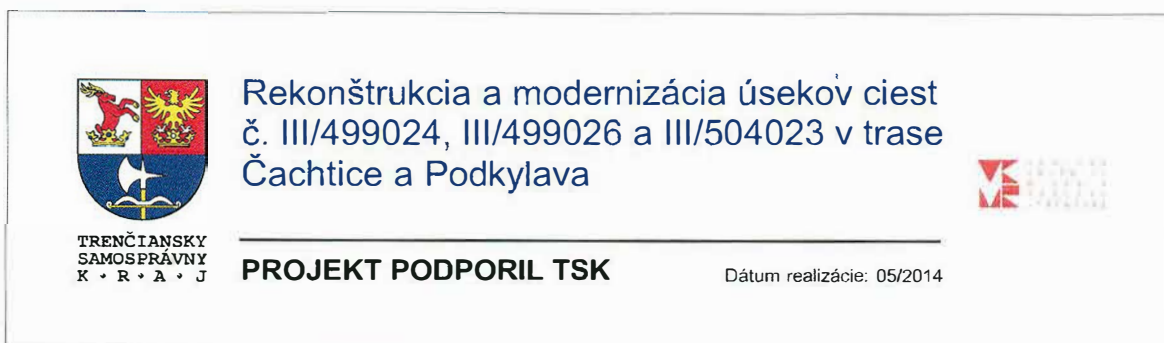 Rekonštrukcia a modernizácia úsekov ciest
č. III/499024, III/499026 a III/504023 v trase
Čachtice a Podkylava
TRENČIANSKY
SAMOSPRÁVNY
K • R • A • J
PROJEKT PODPORIL TSK
Dátum realizácie: 05/2014